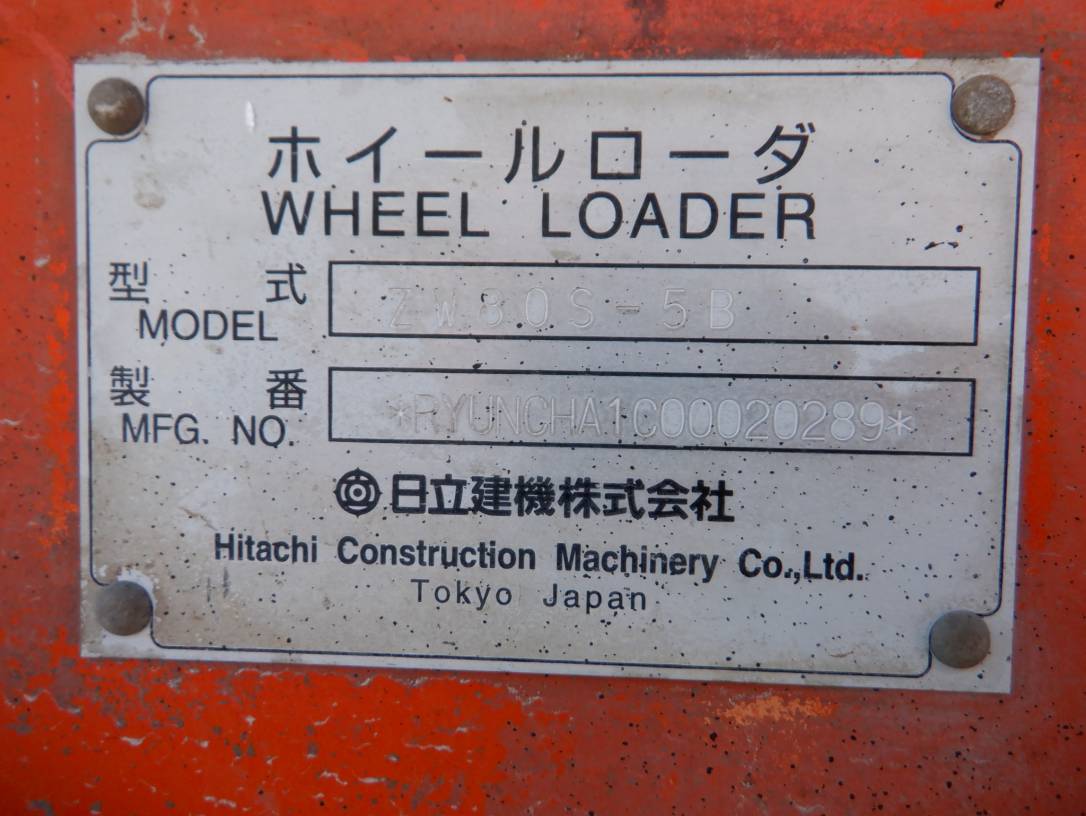 ホイールローダ
WHEEL LOADER
型式
MODEL
ZW80S-5B
製番
MFG. NO.
*RYUNCHA1C00020289*
日立建機株式会社
Hitachi Construction Machinery Co.,Ltd.
Tokyo Japan